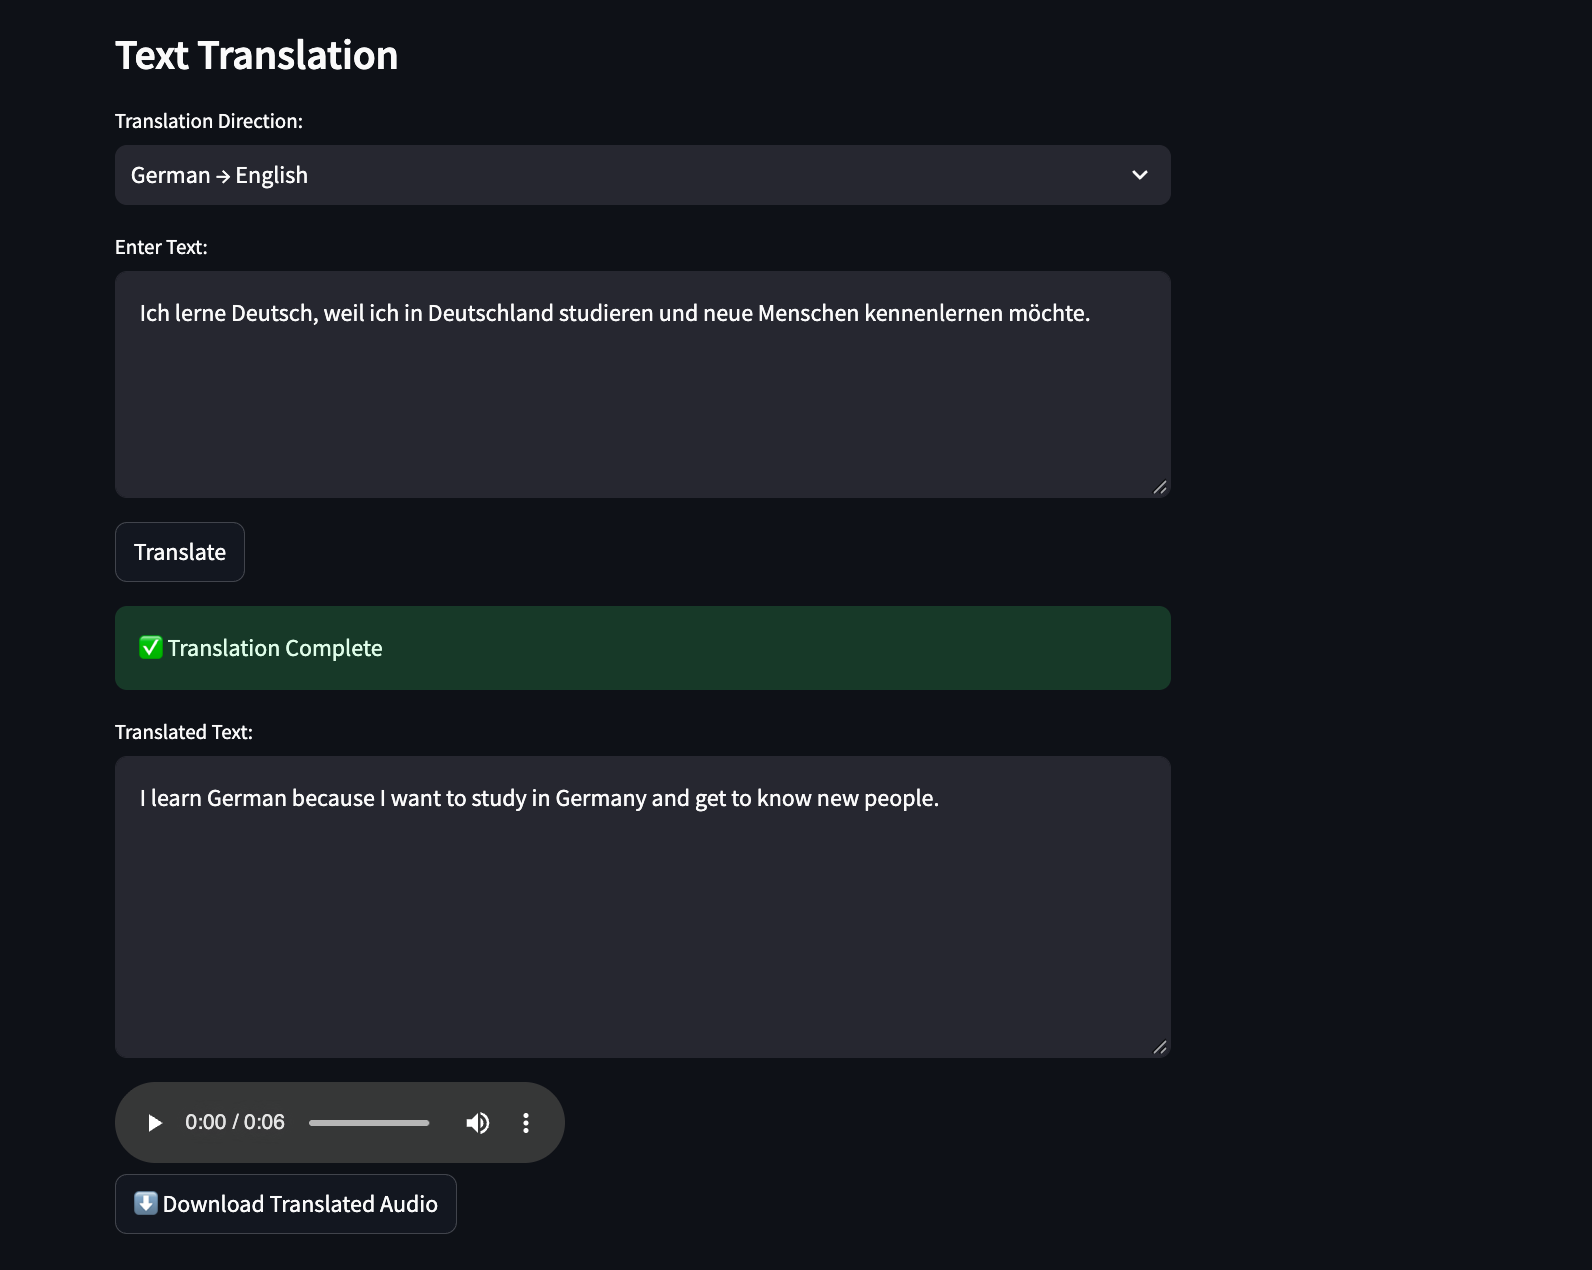 Text Translation
Translation Direction:
German → English
Enter Text:
Ich lerne Deutsch, weil ich in Deutschland studieren und neue Menschen kennenlernen möchte.
Translate
✅ Translation Complete
Translated Text:
I learn German because I want to study in Germany and get to know new people.
0:00 / 0:06
⬇️ Download Translated Audio